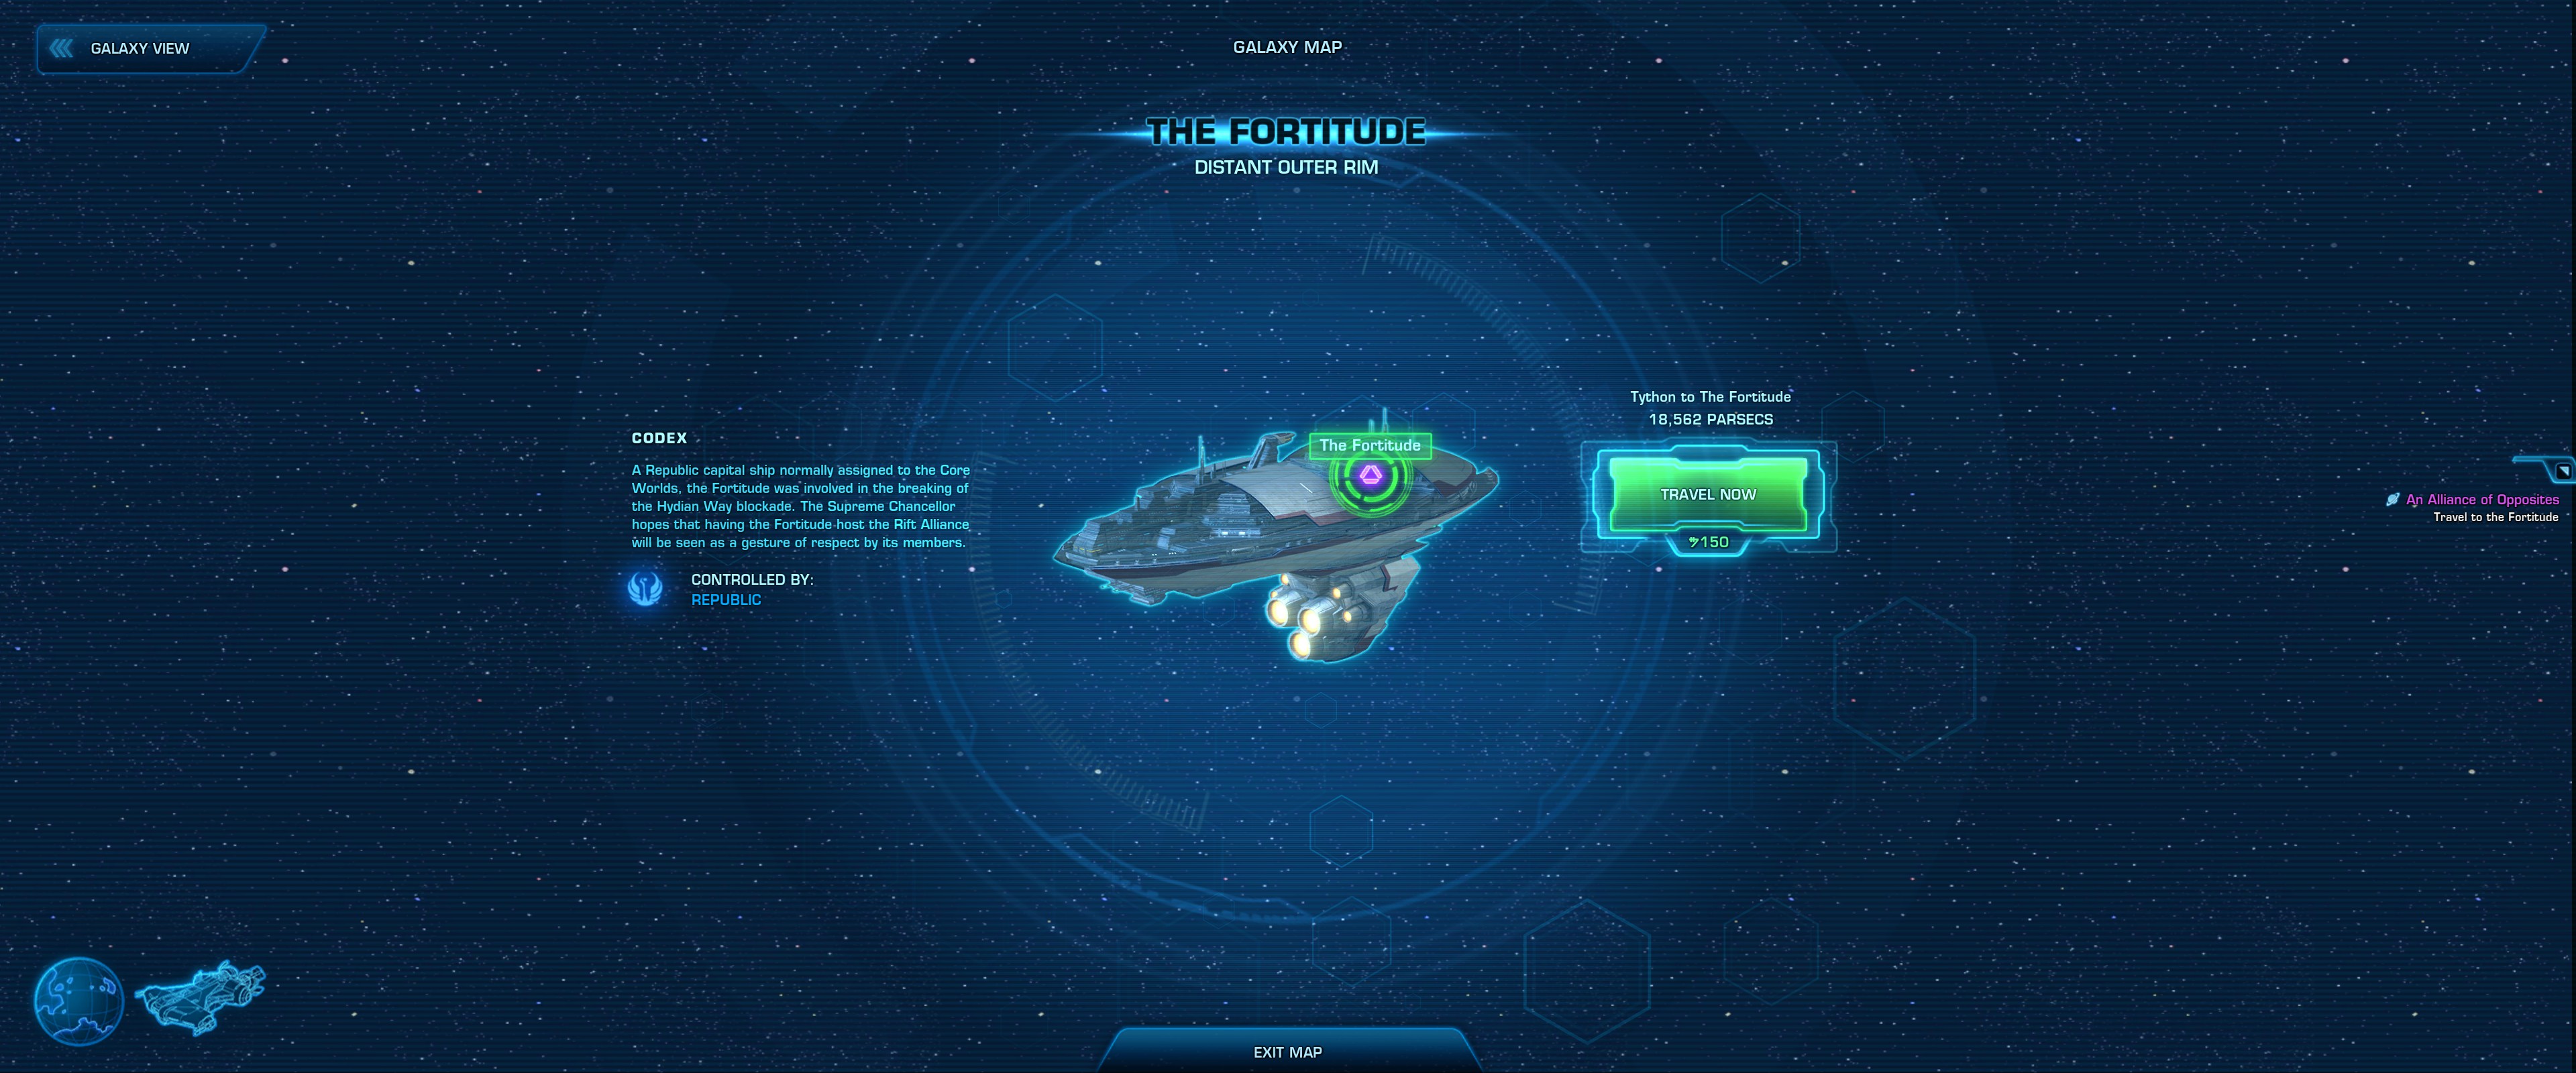 GALAXY VIEW
GALAXY MAP
THE FORTITUDE
DISTANT OUTER RIM
Tython to The Fortitude
18,562 PARSECS
TRAVEL NOW
150
The Fortitude
CODEX
A Republic capital ship normally assigned to the Core
Worlds, the Fortitude was involved in the breaking of
the Hydian Way blockade. The Supreme Chancellor
hopes that having the Fortitude host the Rift Alliance
will be seen as a gesture of respect by its members.
CONTROLLED BY:
REPUBLIC
An Alliance of Opposites
Travel to the Fortitude
EXIT MAP